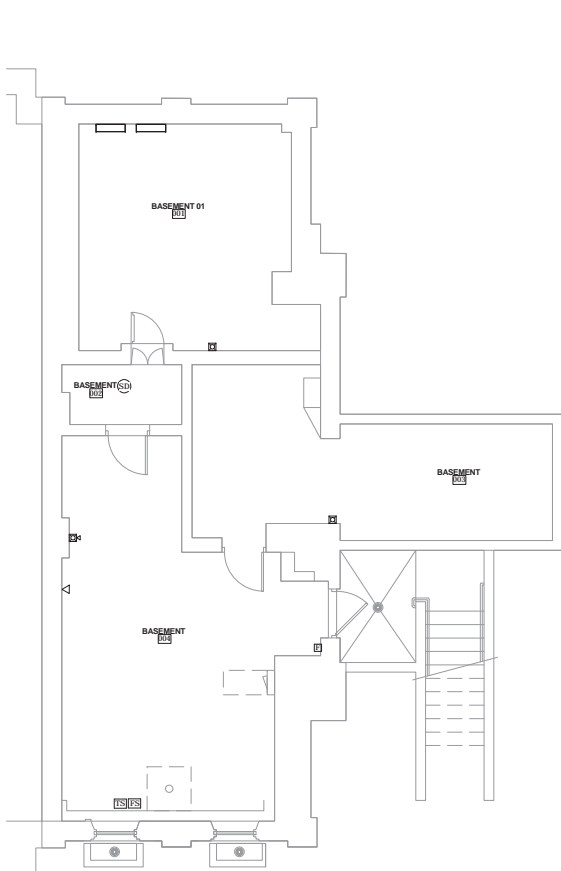 BASEMENT 01
001
BASEMENT
SD
002
BASEMENT
003
BASEMENT
004
F
TS
FS